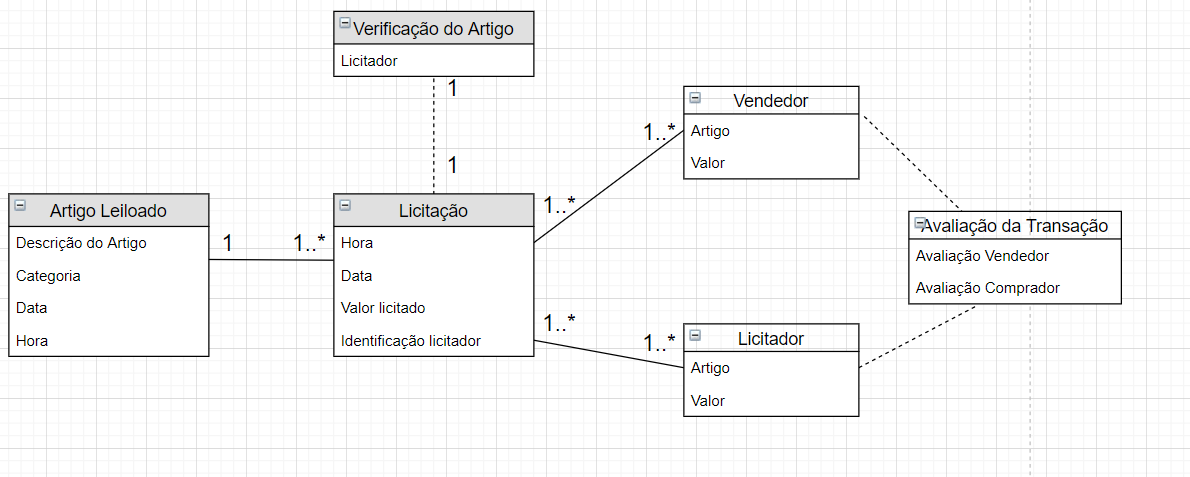 Verificação do Artigo
Licitador
1
1
Artigo Leiloado
Descrição do Artigo
Categoria
Data
Hora
1
1..*
Licitação
Hora
Data
Valor licitado
Identificação licitador
1..*
1..*
Vendedor
Artigo
Valor
1..*
1..*
Licitador
Artigo
Valor
Avaliação da Transação
Avaliação Vendedor
Avaliação Comprador